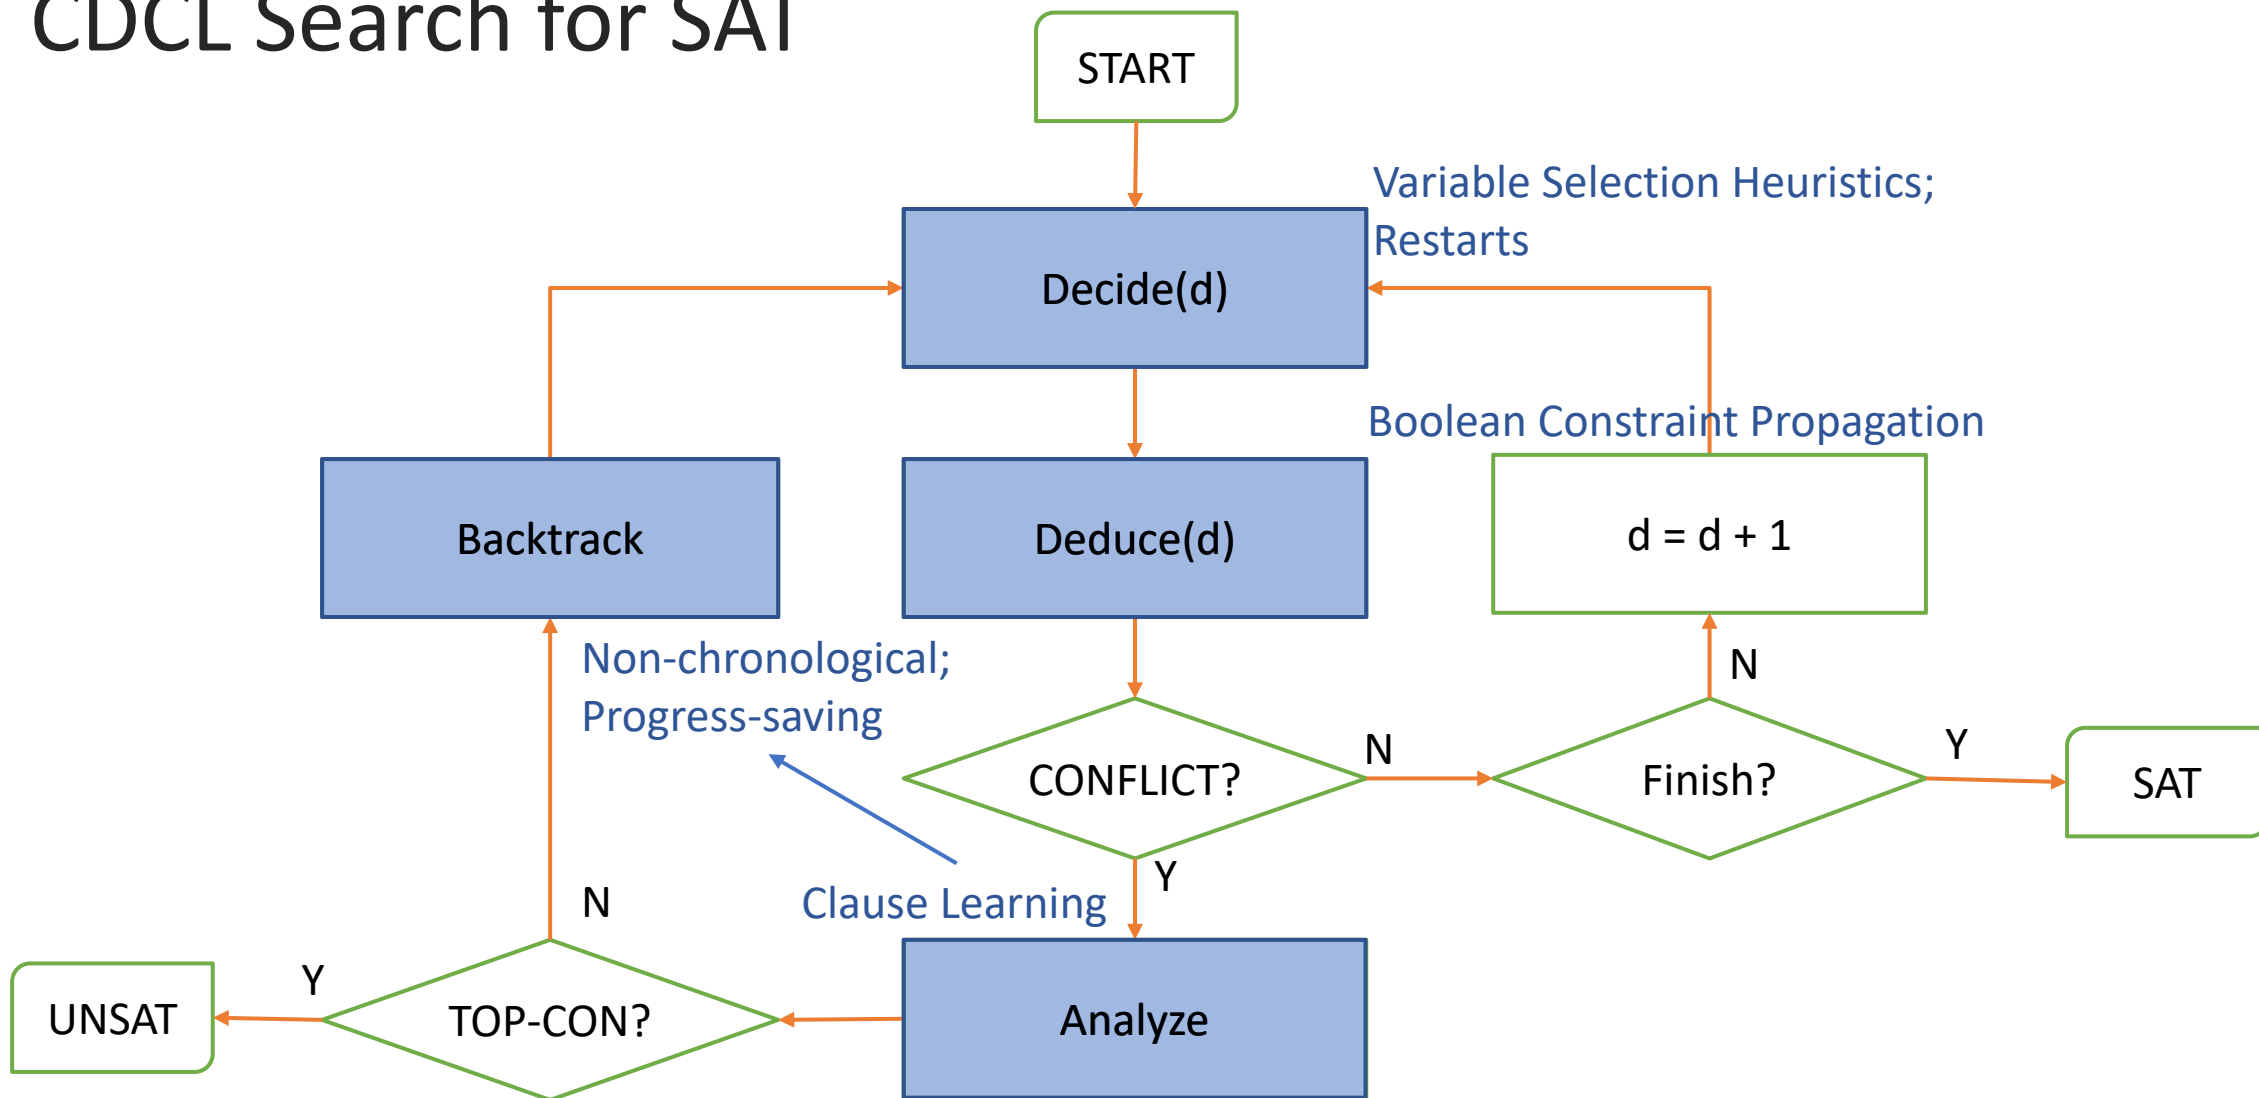 CDCL Search for SAT
START
Variable Selection Heuristics;
Restarts
Decide(d)
Boolean Constraint Propagation
Backtrack
Deduce(d)
d = d + 1
Non-chronological;
Progress-saving
N
CONFLICT?
N
Finish?
Y
SAT
Y
Clause Learning
N
Y
UNSAT
TOP-CON?
Analyze